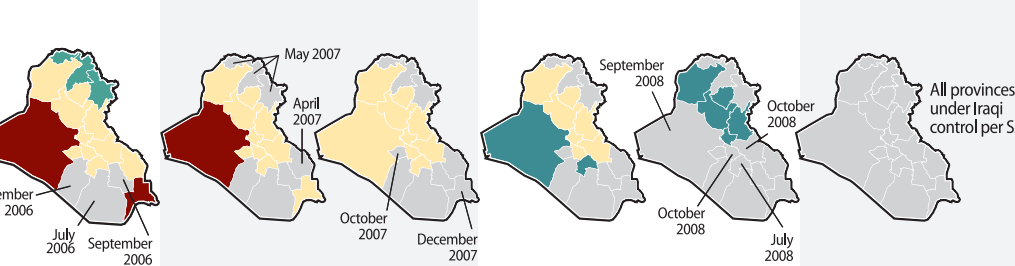 ember
2006
July
2006
September
2006
May 2007
April
2007
October
2007
December
2007
September
2008
October
2008
October
2008
July
2008
All provinces
under Iraqi
control per S